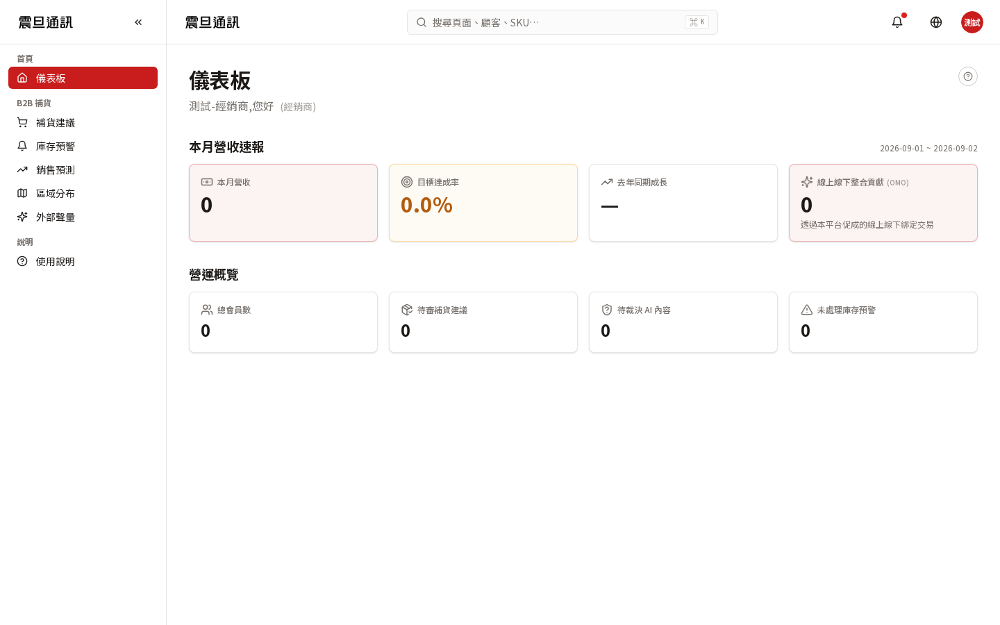 震旦通訊
首頁
儀表板
B2B 補貨
補貨建議
庫存預警
銷售預測
區域分布
外部聲量
說明
使用說明
震旦通訊
搜尋頁面、顧客、SKU…
⌘ K
測試
儀表板
測試-經銷商,您好 (經銷商)
本月營收速報
2026-09-01 ~ 2026-09-02
本月營收
0
目標達成率
0.0%
去年同期成長
—
線上線下整合貢獻 (OMO)
0
透過本平台促成的線上線下綁定交易
營運概覽
總會員數
0
待審補貨建議
0
待裁決 AI 內容
0
未處理庫存預警
0